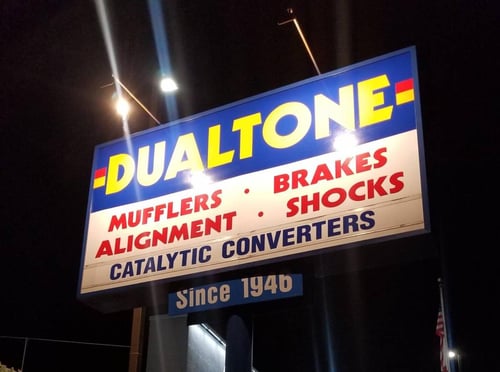 DUALTONE
MUFFLERS · BRAKES
ALIGNMENT · SHOCKS
CATALYTIC CONVERTERS
Since 1946